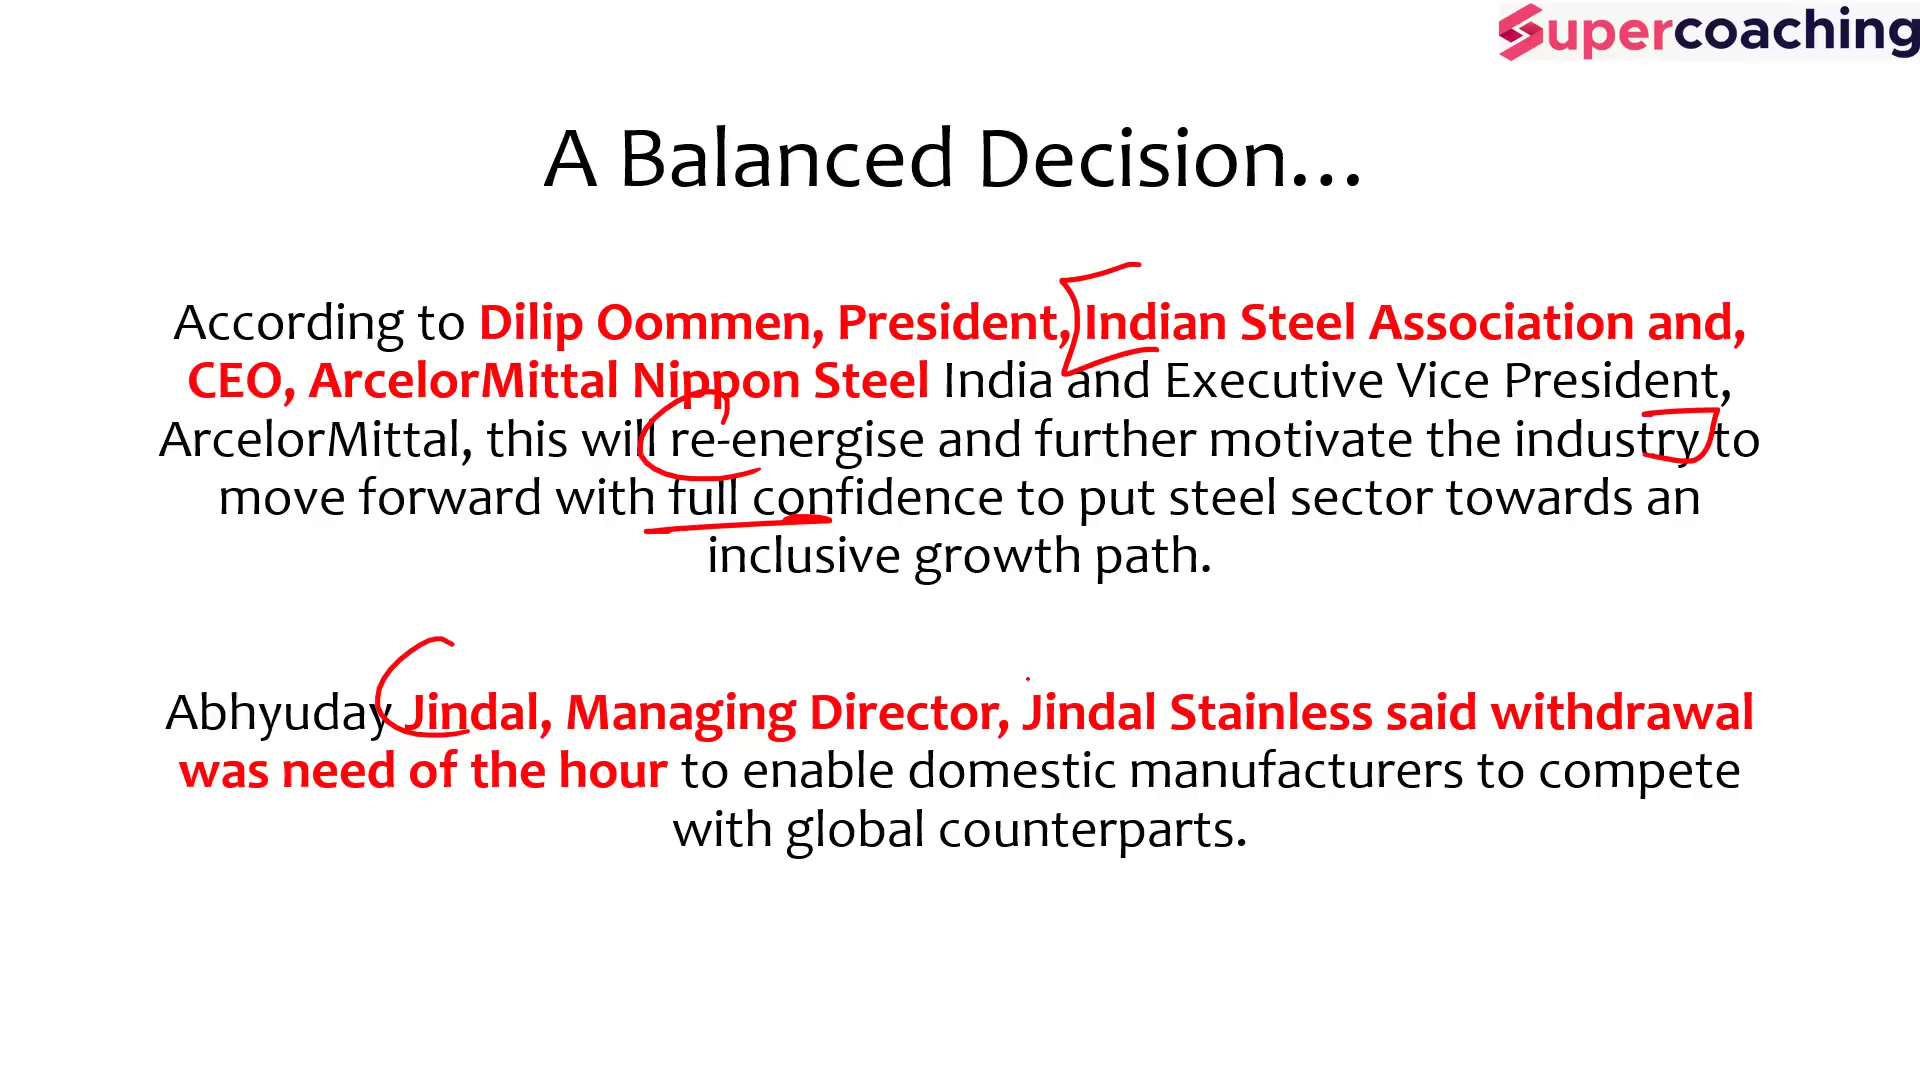 Supercoaching
A Balanced Decision...
According to Dilip Oommen, President, Indian Steel Association and,
CEO, ArcelorMittal Nippon Steel India and Executive Vice President,
ArcelorMittal, this will re-energise and further motivate the industry to
move forward with full confidence to put steel sector towards an
inclusive growth path.
Abhyuday Jindal, Managing Director, Jindal Stainless said withdrawal
was need of the hour to enable domestic manufacturers to compete
with global counterparts.